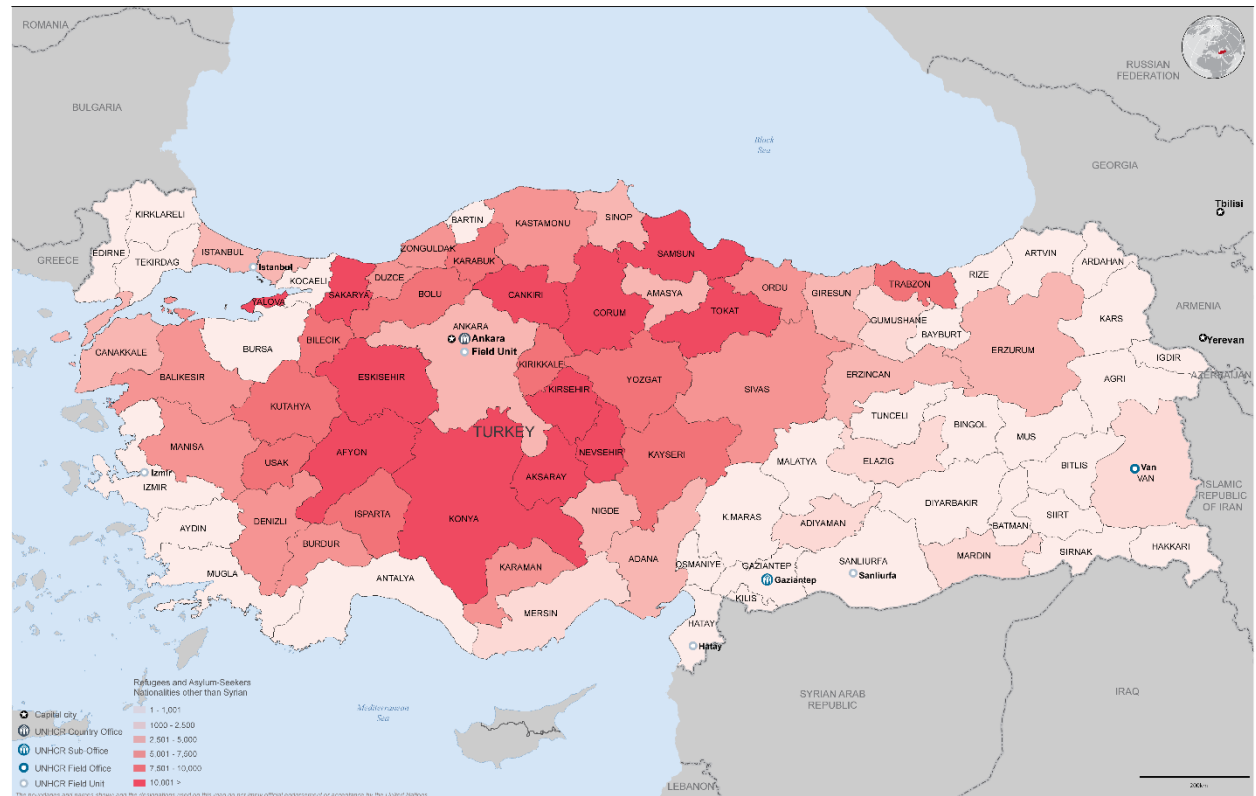 ROMANIA
RUSSIAN
FEDERATION
BULGARIA
Black
Sea
GEORGIA
Tbilisi
KIRKLARELI
EDIRNE
TEKIRDAG
GREECE
ISTANBUL
Istanbul
KOCAELI
YALOVA
SAKARYA
DUZCE
ZONGULDAK
BARTIN
KARABUK
BOLU
KASTAMONU
SINOP
SAMSUN
CANKIRI
CORUM
AMASYA
TOKAT
ORDU
GIRESUN
TRABZON
GUMUSHANE
BAYBURT
RIZE
ARTVIN
ARDAHAN
KARS
ARMENIA
Yerevan
IGDIR
AZERBAIJAN
AGRI
ERZURUM
ERZINCAN
CANAKKALE
BALIKESIR
BURSA
BILECIK
ESKISEHIR
KUTAHYA
ANKARA
Ankara
Field Unit
KIRIKKALE
KIRSEHIR
YOZGAT
SIVAS
TURKEY
TUNCELI
BINGOL
MUS
BITLIS
Van
VAN
MANISA
USAK
AFYON
Izmir
IZMIR
AKSARAY
NEVSEHIR
KAYSERI
MALATYA
ELAZIG
DIYARBAKIR
BATMAN
SIIRT
ISLAMIC
REPUBLIC
OF IRAN
AYDIN
DENIZLI
ISPARTA
BURDUR
KONYA
NIGDE
ADANA
K.MARAS
ADIYAMAN
MARDIN
SIRNAK
HAKKARI
MUGLA
ANTALYA
KARAMAN
MERSIN
OSMANIYE
GAZIANTEP
Gaziantep
KILIS
SANLIURFA
Sanliurfa
HATAY
Hatay
SYRIAN ARAB
REPUBLIC
IRAQ
LEBANON
Mediterranean
Sea
Refugees and Asylum-Seekers
Nationalities other than Syrian
1 - 1,001
1000 - 2.500
2.501 - 5,000
5.001 - 7,500
7.501 - 10,000
10,001 >
Capital city
UNHCR Country Office
UNHCR Sub-Office
UNHCR Field Office
UNHCR Field Unit
200km